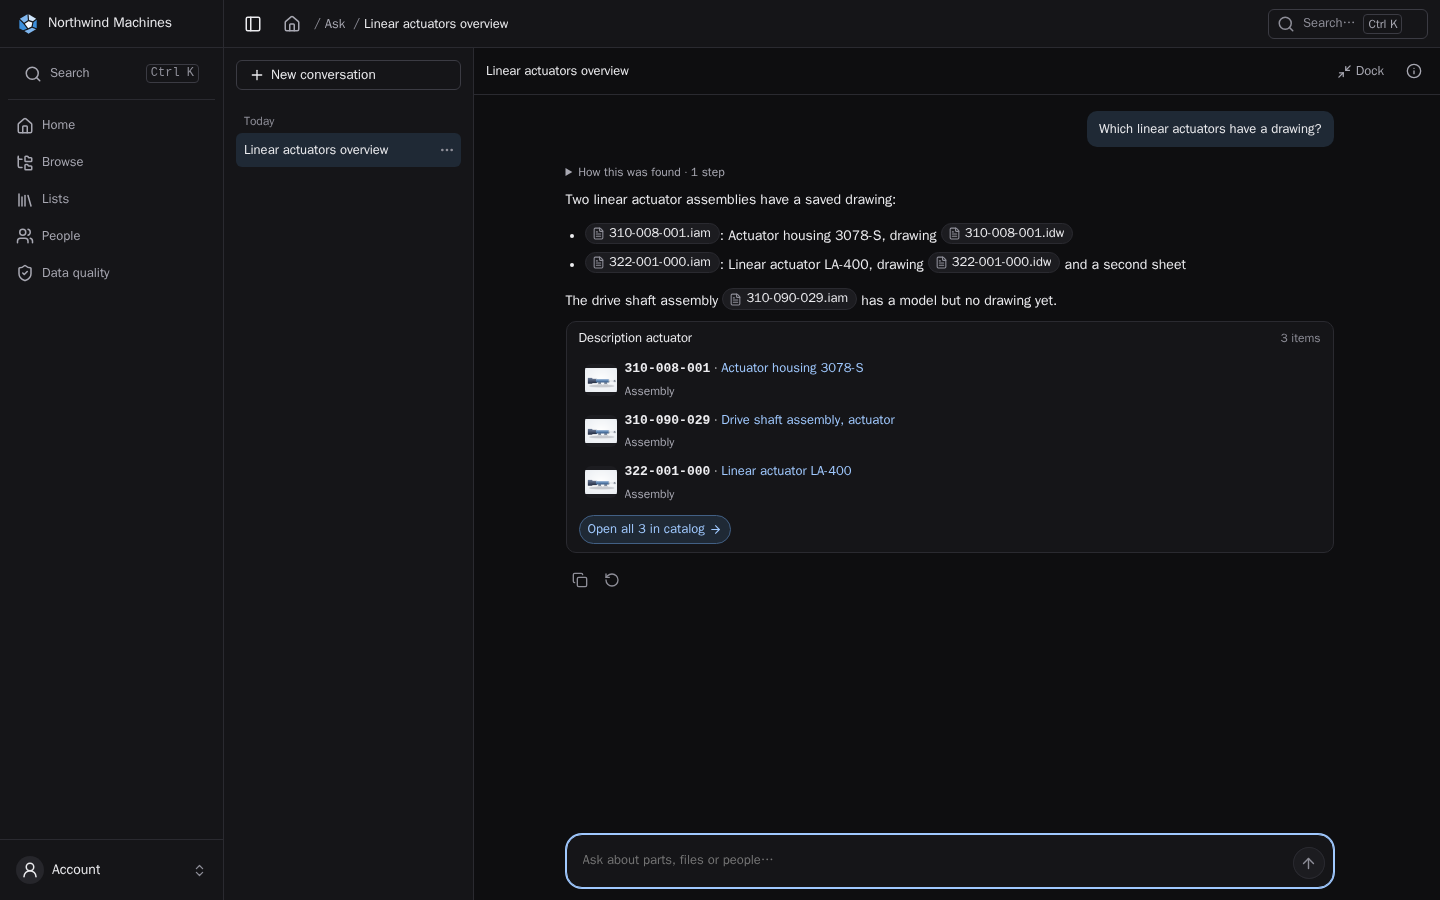 Northwind Machines
/ Ask / Linear actuators overview
Search··· Ctrl K
Search Ctrl K
Home
Browse
Lists
People
Data quality
Account
New conversation
Today
Linear actuators overview ···
Linear actuators overview
Dock
Which linear actuators have a drawing?
How this was found · 1 step
Two linear actuator assemblies have a saved drawing:
• 310-008-001.iam : Actuator housing 3078-S, drawing 310-008-001.idw
• 322-001-000.iam : Linear actuator LA-400, drawing 322-001-000.idw and a second sheet
The drive shaft assembly 310-090-029.iam has a model but no drawing yet.
Description actuator 3 items
310-008-001 · Actuator housing 3078-S
Assembly
310-090-029 · Drive shaft assembly, actuator
Assembly
322-001-000 · Linear actuator LA-400
Assembly
Open all 3 in catalog →
Ask about parts, files or people···